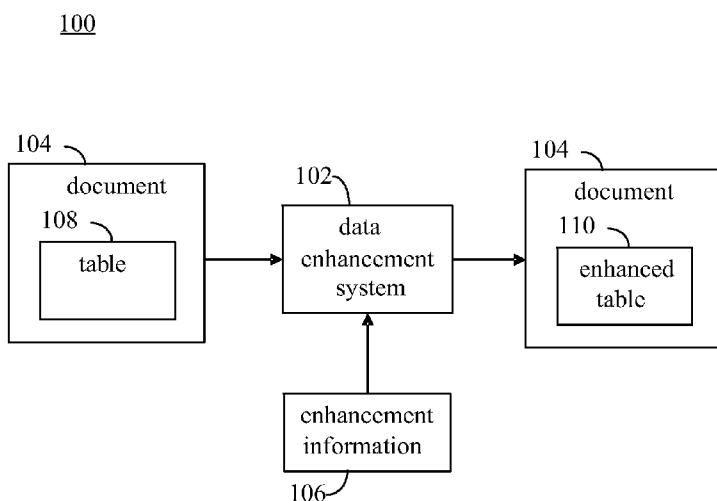 100
104
document
108
table
102
data
enhancement
system
104
document
110
enhanced
table
enhancement
information
106